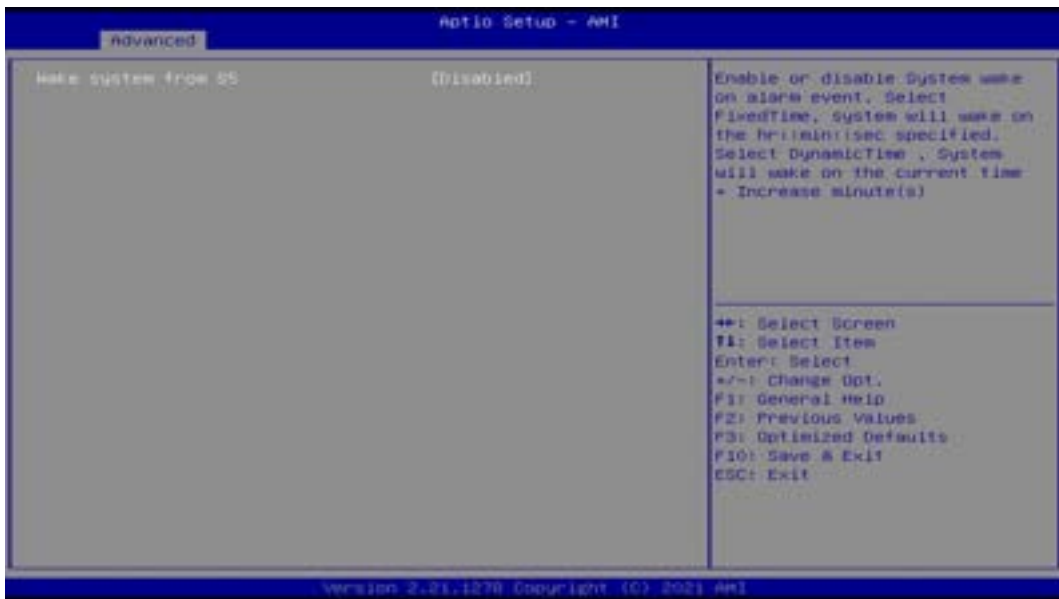 Aptio Setup - AMI
Advanced
Wake system from S5 [Disabled]
Enable or disable System wake
on alarm event. Select
FixedTime, system will wake on
the hr::min::sec specified.
Select DynamicTime , System
will wake on the current time
+ Increase minute(s)
→←: Select Screen
↑↓: Select Item
Enter: Select
+/-: Change Opt.
F1: General Help
F2: Previous Values
F3: Optimized Defaults
F10: Save & Exit
ESC: Exit
Version 2.21.1278 Copyright (C) 2021 AMI